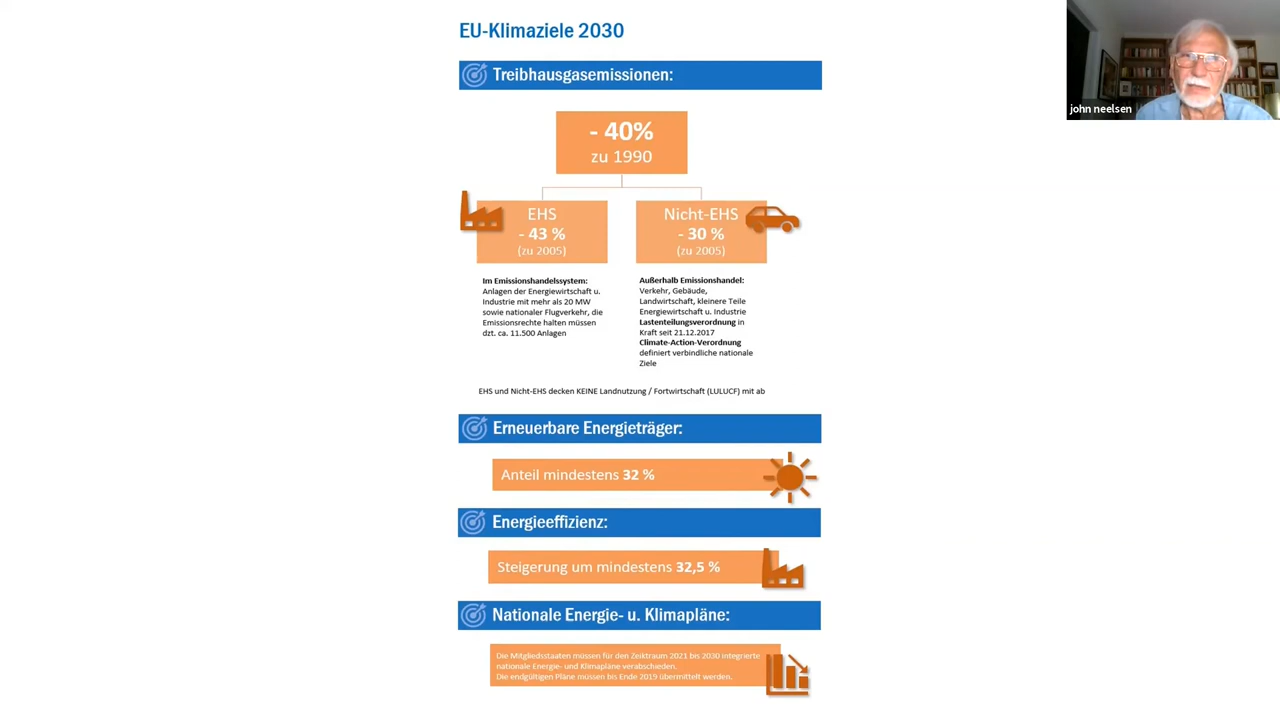 EU-Klimaziele 2030
Treibhausgasemissionen:
- 40%
zu 1990
EHS
- 43 %
(zu 2005)
Nicht-EHS
- 30 %
(zu 2005)
Im Emissionshandelssystem:
Anlagen der Energiewirtschaft u.
Industrie mit mehr als 20 MW
sowie nationaler Flugverkehr, die
Emissionsrechte halten müssen
dzt. ca. 11.500 Anlagen
Außerhalb Emissionshandel:
Verkehr, Gebäude,
Landwirtschaft, kleinere Teile
Energiewirtschaft u. Industrie
Lastenteilungsverordnung in
Kraft seit 21.12.2017
Climate-Action-Verordnung
definiert verbindliche nationale
Ziele
EHS und Nicht-EHS decken KEINE Landnutzung / Fortwirtschaft (LULUCF) mit ab
Erneuerbare Energieträger:
Anteil mindestens 32 %
Energieeffizienz:
Steigerung um mindestens 32,5 %
Nationale Energie- u. Klimapläne:
Die Mitgliedsstaaten müssen für den Zeiktraum 2021 bis 2030 integrierte
nationale Energie- und Klimapläne verabschieden.
Die endgültigen Pläne müssen bis Ende 2019 übermittelt werden.
john neelsen